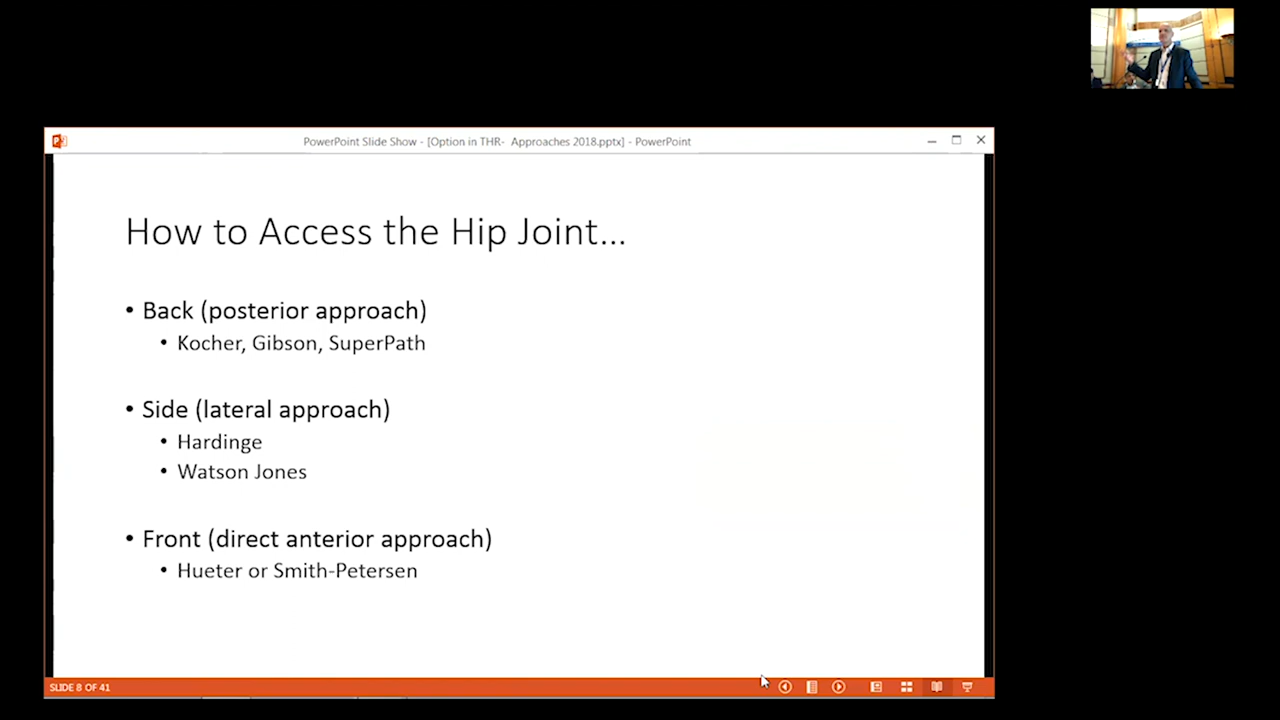 PowerPoint Slide Show - [Option in THR- Approaches 2018.pptx] - PowerPoint
How to Access the Hip Joint...
• Back (posterior approach)
• Kocher, Gibson, SuperPath
• Side (lateral approach)
• Hardinge
• Watson Jones
• Front (direct anterior approach)
• Hueter or Smith-Petersen
SLIDE 8 OF 41